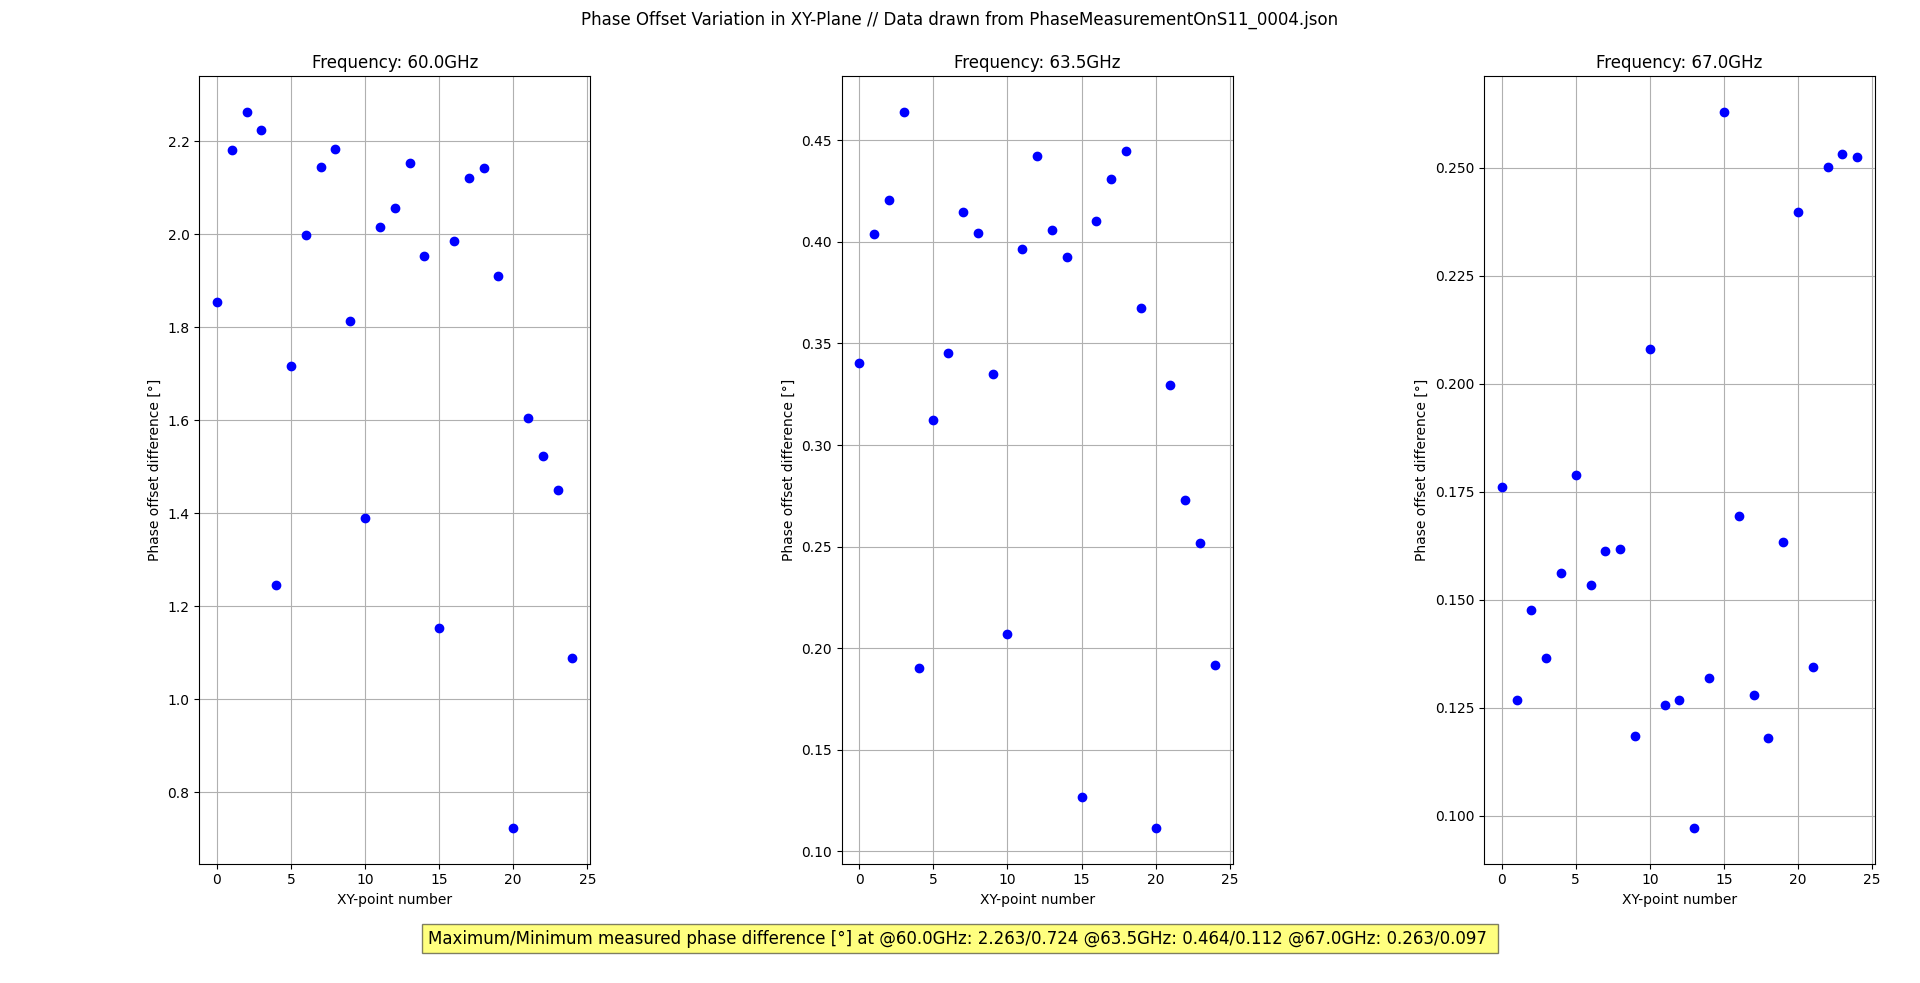 Phase Offset Variation in XY-Plane // Data drawn from PhaseMeasurementOnS11_0004.json
Frequency: 60.0GHz
Phase offset difference [°]
2.2
2.0
1.8
1.6
1.4
1.2
1.0
0.8
0 5 10 15 20 25
XY-point number
Frequency: 63.5GHz
Phase offset difference [°]
0.45
0.40
0.35
0.30
0.25
0.20
0.15
0.10
0 5 10 15 20 25
XY-point number
Frequency: 67.0GHz
Phase offset difference [°]
0.250
0.225
0.200
0.175
0.150
0.125
0.100
0 5 10 15 20 25
XY-point number
Maximum/Minimum measured phase difference [°] at @60.0GHz: 2.263/0.724 @63.5GHz: 0.464/0.112 @67.0GHz: 0.263/0.097